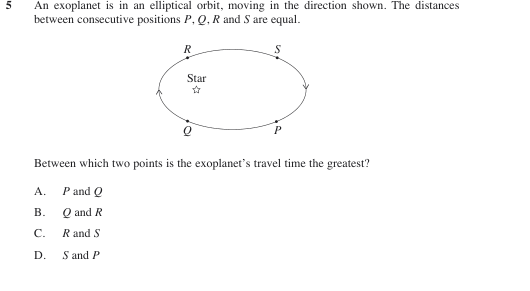 5 An exoplanet is in an elliptical orbit, moving in the direction shown. The distances
between consecutive positions P, Q, R and S are equal.
R S
Star
Q P
Between which two points is the exoplanet's travel time the greatest?
A. P and Q
B. Q and R
C. R and S
D. S and P